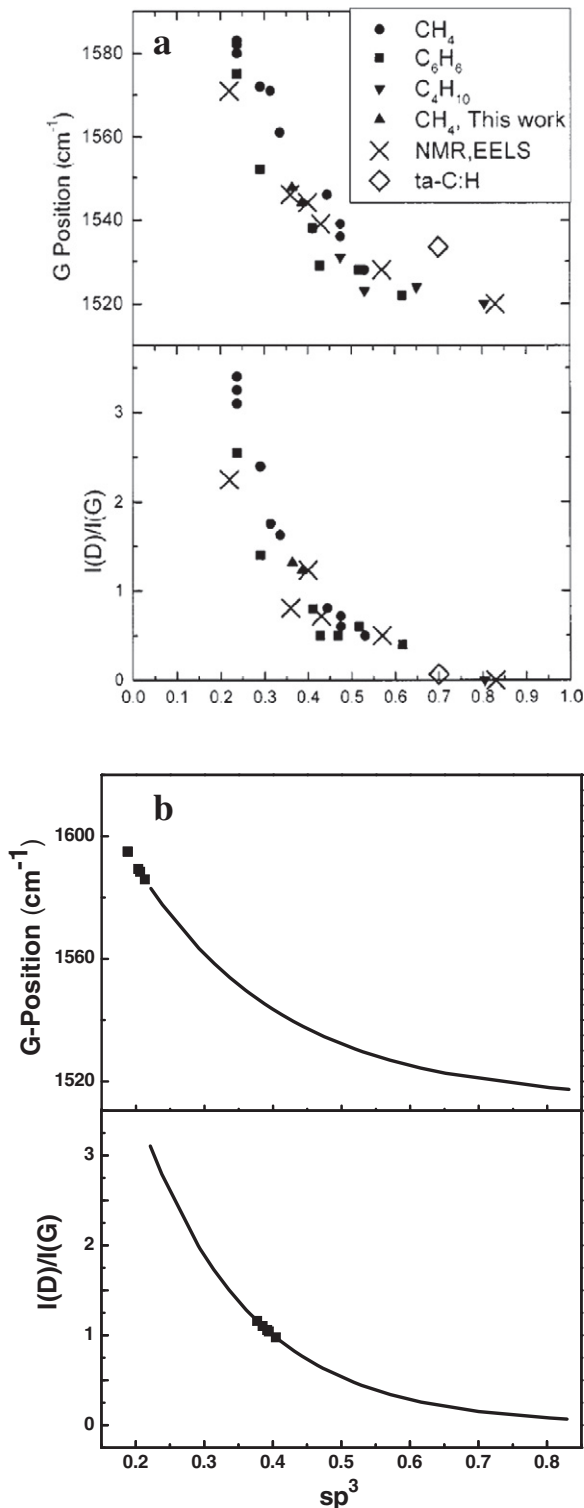 a
CH₄
C₆H₆
C₄H₁₀
CH₄, This work
NMR,EELS
ta-C:H
G Position (cm⁻¹)
1580
1560
1540
1520
I(D)/I(G)
3
2
1
0
0.0 0.1 0.2 0.3 0.4 0.5 0.6 0.7 0.8 0.9 1.0
b
G-Position (cm⁻¹)
1600
1560
1520
I(D)/I(G)
3
2
1
0
0.2 0.3 0.4 0.5 0.6 0.7 0.8
sp³